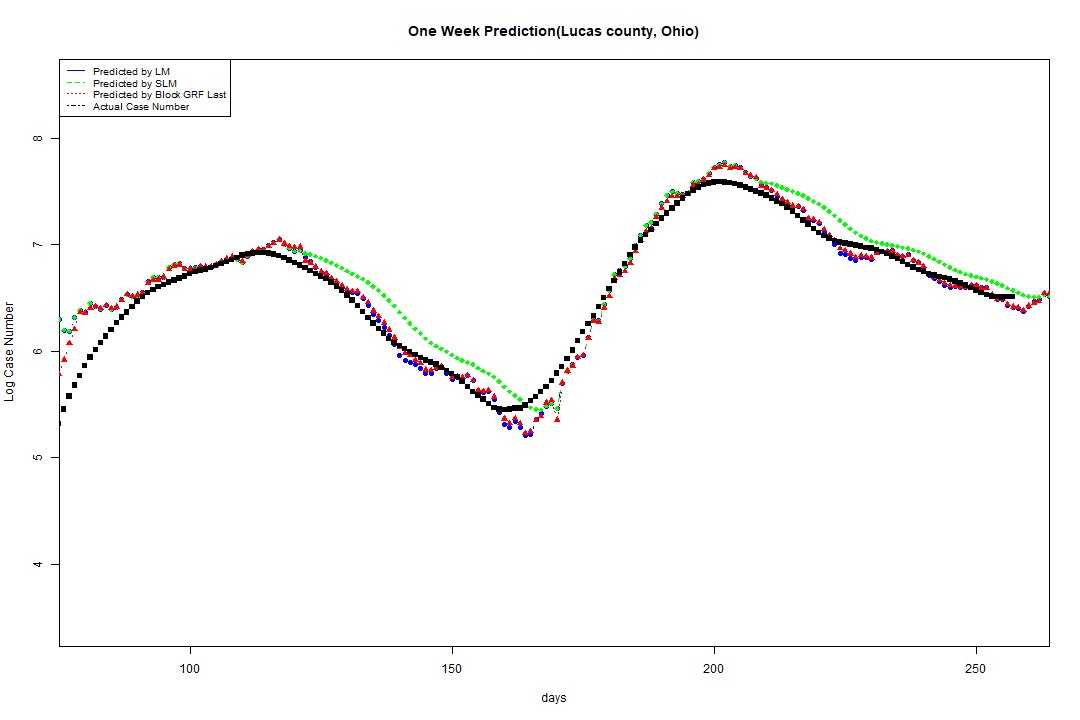 One Week Prediction(Lucas county, Ohio)
Predicted by LM
Predicted by SLM
Predicted by Block GRF Last
Actual Case Number
8
7
6
5
4
Log Case Number
100 150 200 250
days